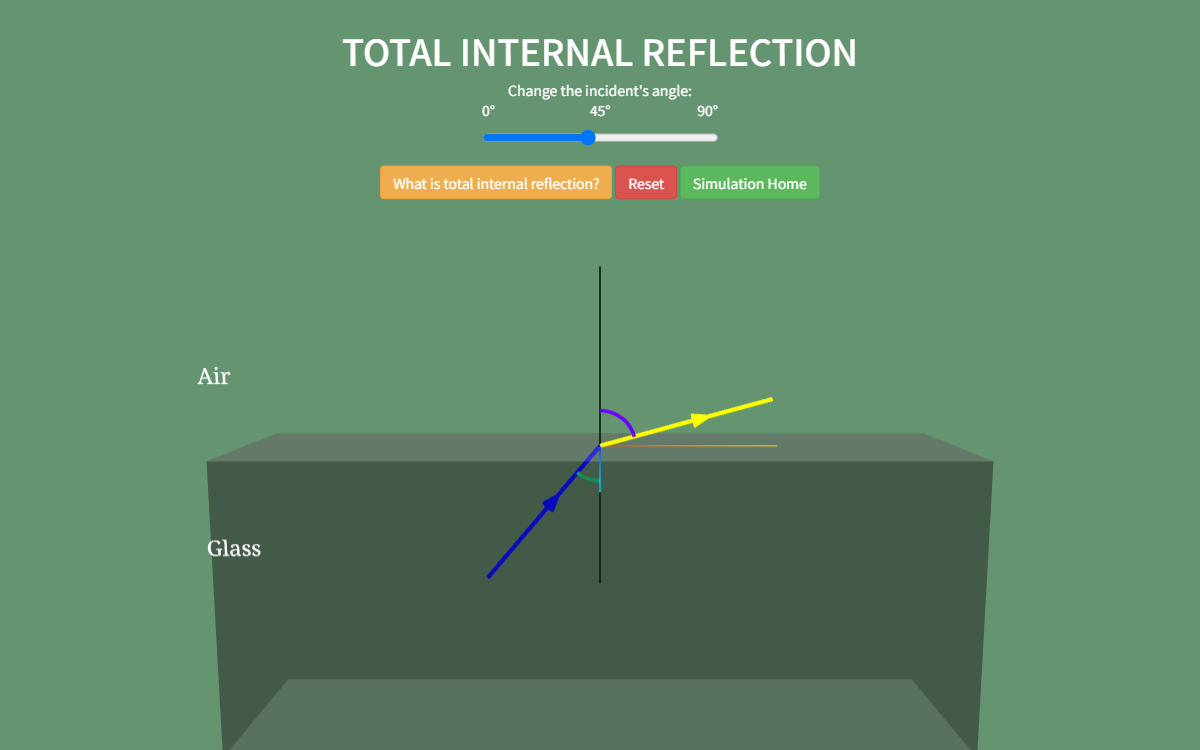 TOTAL INTERNAL REFLECTION
Change the incident's angle:
0° 45° 90°
What is total internal reflection? Reset Simulation Home
Air
Glass